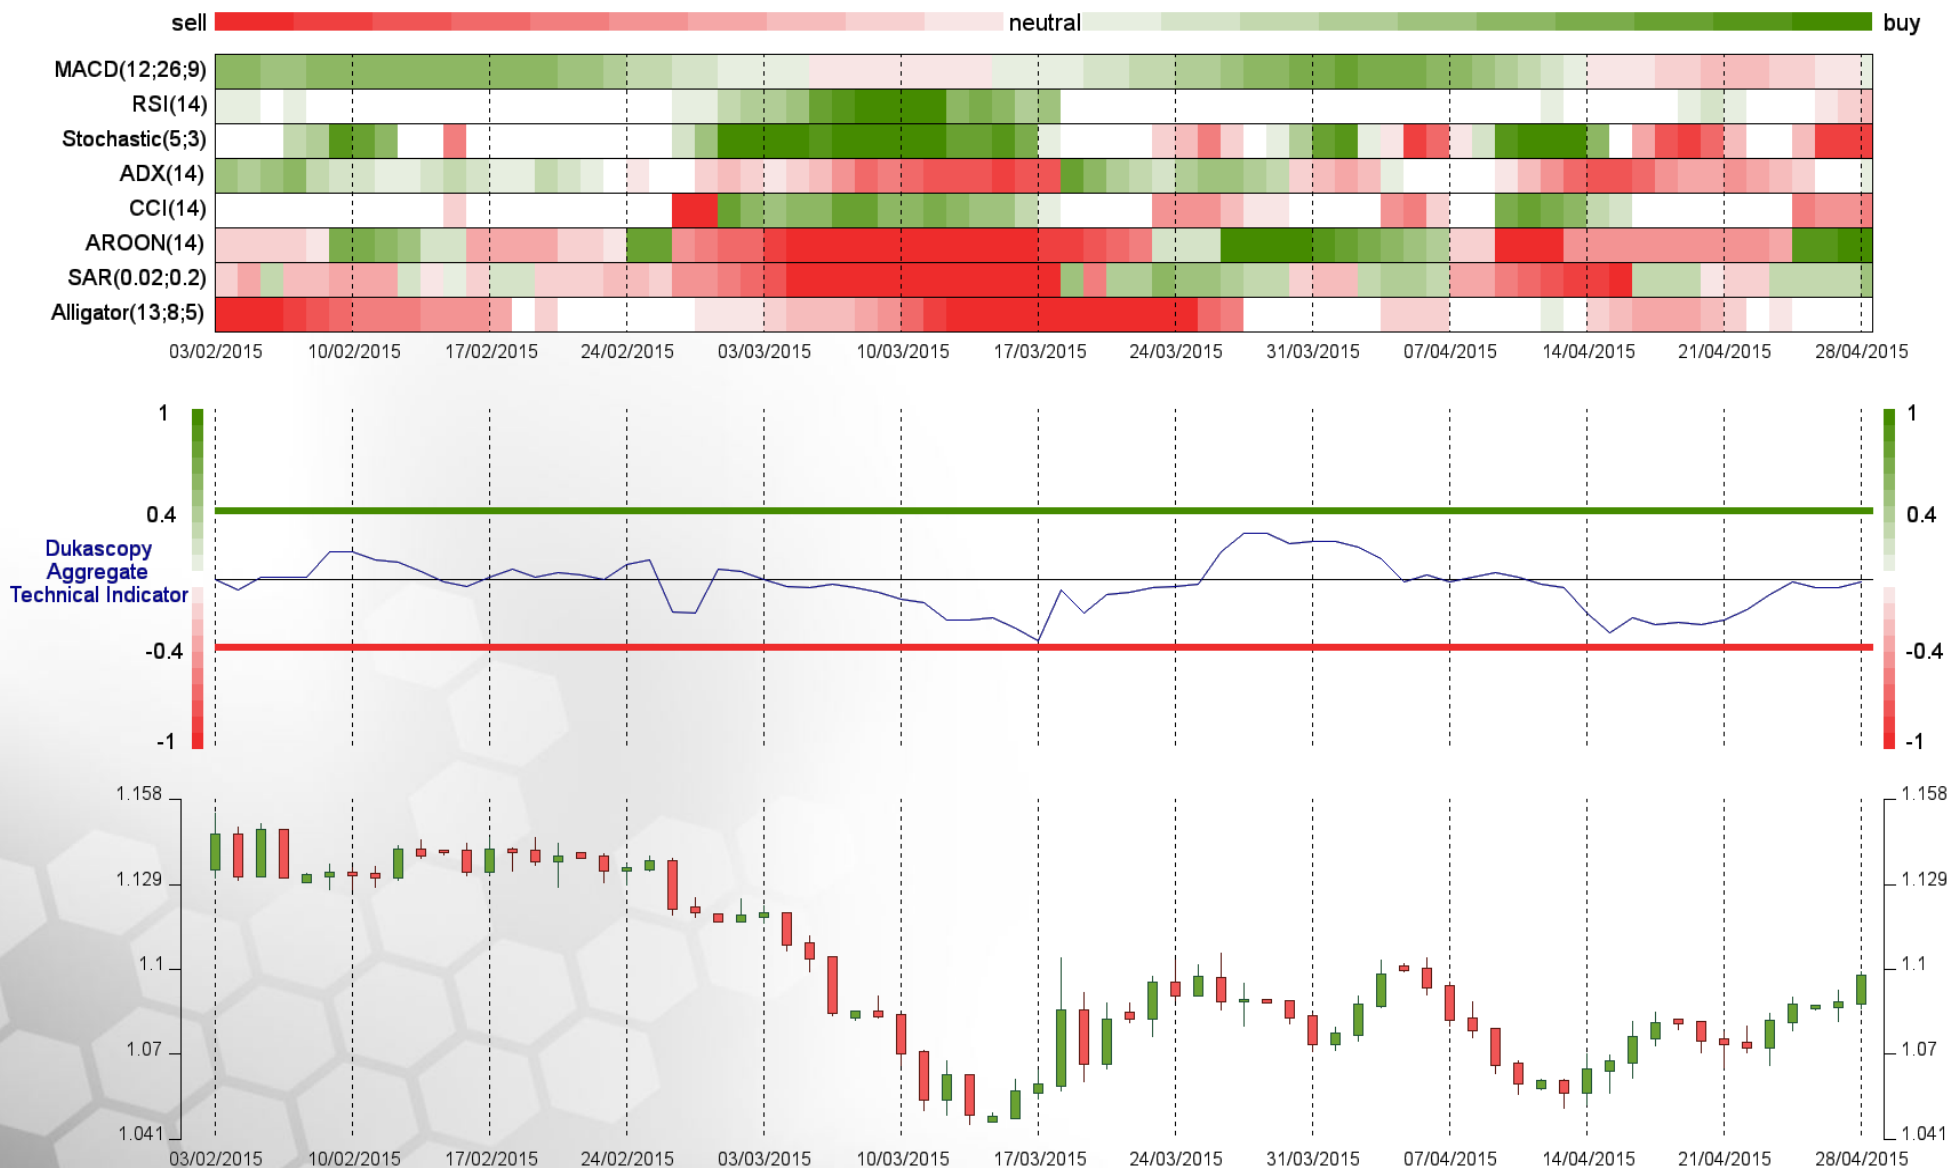 sell neutral buy
MACD(12;26;9)
RSI(14)
Stochastic(5;3)
ADX(14)
CCI(14)
AROON(14)
SAR(0.02;0.2)
Alligator(13;8;5)
03/02/2015 10/02/2015 17/02/2015 24/02/2015 03/03/2015 10/03/2015 17/03/2015 24/03/2015 31/03/2015 07/04/2015 14/04/2015 21/04/2015 28/04/2015
1 1
0.4 0.4
Dukascopy
Aggregate
Technical Indicator
-0.4 -0.4
-1 -1
1.158 1.158
1.129 1.129
1.1 1.1
1.07 1.07
1.041 1.041
03/02/2015 10/02/2015 17/02/2015 24/02/2015 03/03/2015 10/03/2015 17/03/2015 24/03/2015 31/03/2015 07/04/2015 14/04/2015 21/04/2015 28/04/2015